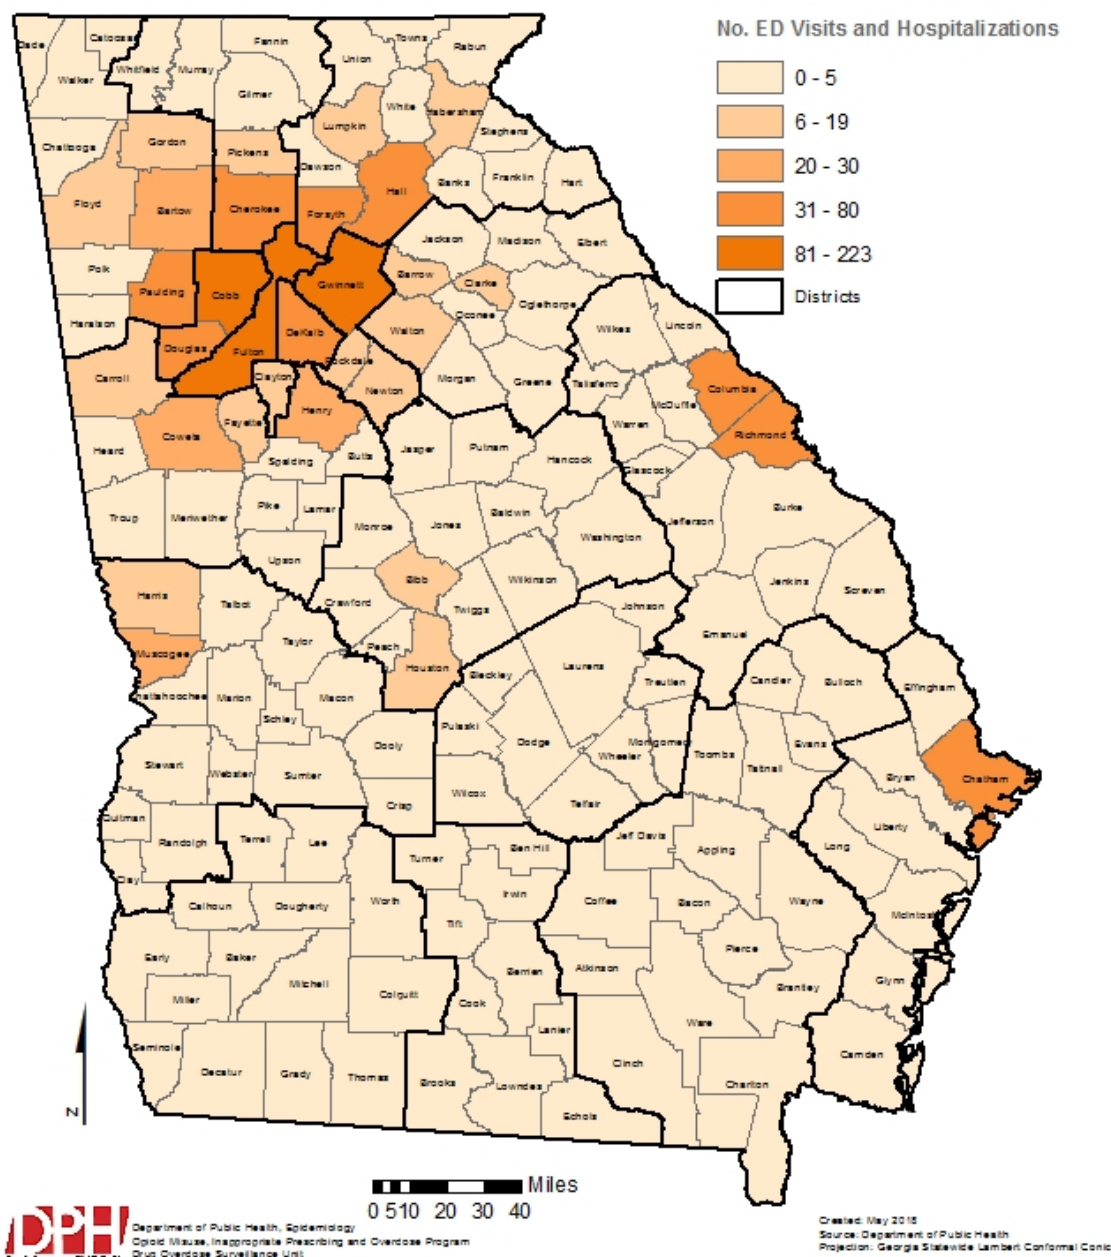 No. ED Visits and Hospitalizations
0 - 5
6 - 19
20 - 30
31 - 80
81 - 223
Districts
Dade
Catoosa
Whitfield
Murray
Fannin
Union
Towns
Rabun
Walker
Gilmer
White
Habersham
Stephens
Lumpkin
Chattooga
Gordon
Pickens
Dawson
Banks
Franklin
Hart
Hall
Floyd
Bartow
Cherokee
Forsyth
Jackson
Madison
Elbert
Polk
Paulding
Cobb
Gwinnett
Barrow
Clarke
Oglethorpe
Oconee
Haralson
Douglas
Fulton
DeKalb
Walton
Wilkes
Lincoln
Rockdale
Carroll
Clayton
Newton
Morgan
Greene
Taliaferro
McDuffie
Columbia
Henry
Fayette
Coweta
Warren
Richmond
Heard
Spalding
Butts
Jasper
Putnam
Hancock
Glascock
Troup
Meriwether
Pike
Lamar
Monroe
Jones
Baldwin
Washington
Jefferson
Burke
Upson
Bibb
Wilkinson
Jenkins
Screven
Harris
Talbot
Crawford
Twiggs
Johnson
Emanuel
Taylor
Peach
Muscogee
Houston
Bleckley
Laurens
Treutlen
Candler
Bulloch
Effingham
hattahoochee
Marion
Macon
Schley
Pulaski
Dodge
Wheeler
Montgomer
Toombs
Tattnall
Evans
Bryan
Chatham
Stewart
Webster
Sumter
Dooly
Wilcox
Telfair
Crisp
Quitman
Randolph
Terrell
Lee
Turner
Ben Hill
Jeff Davis
Appling
Long
Liberty
Clay
Calhoun
Dougherty
Worth
Tift
Irwin
Coffee
Bacon
Wayne
McIntosh
Early
Baker
Mitchell
Miller
Colquitt
Berrien
Cook
Atkinson
Pierce
Brantley
Glynn
Lanier
Ware
Seminole
Decatur
Grady
Thomas
Brooks
Lowndes
Clinch
Charlton
Camden
Echols
N
Miles
0 5 10 20 30 40
DPH
Department of Public Health, Epidemiology
Opioid Misuse, Inappropriate Prescribing and Overdose Program
Drug Overdose Surveillance Unit
Created: May 2018
Source: Department of Public Health
Projection: Georgia Statewide Lambert Conformal Conic